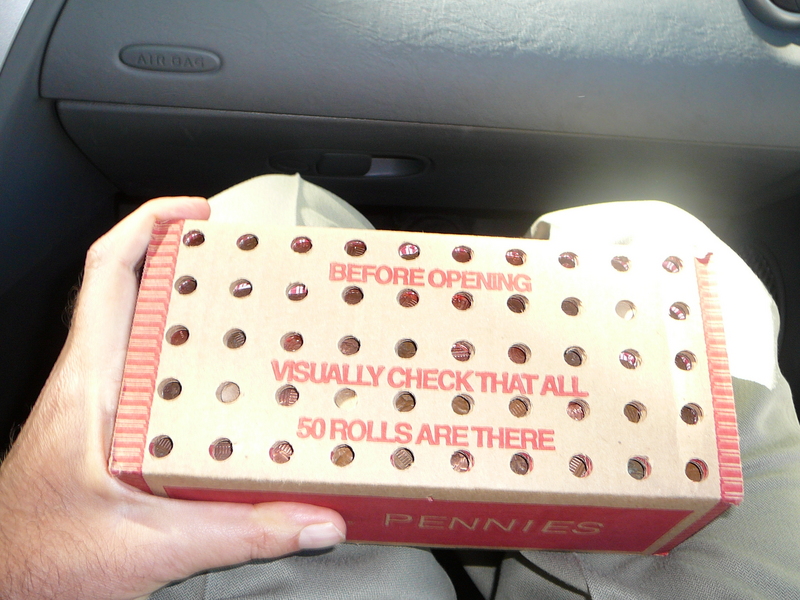 AIR BAG
BEFORE OPENING
VISUALLY CHECK THAT ALL
50 ROLLS ARE THERE
PENNIES